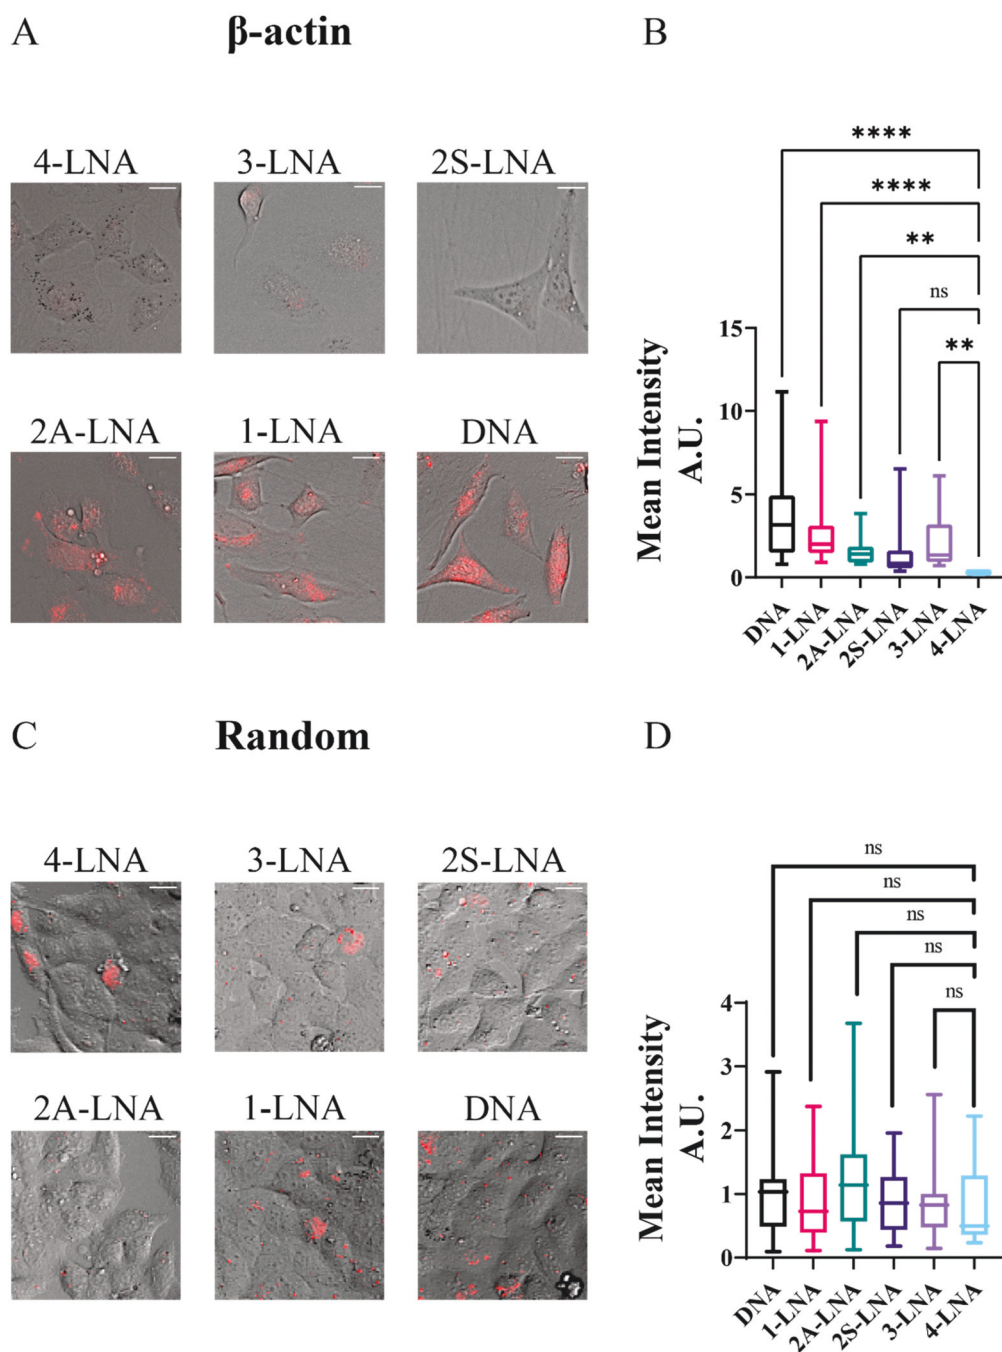 A
β-actin
4-LNA
3-LNA
2S-LNA
2A-LNA
1-LNA
DNA
B
****
****
**
ns
**
15
10
5
0
Mean Intensity
A.U.
DNA
1-LNA
2A-LNA
2S-LNA
3-LNA
4-LNA
C
Random
4-LNA
3-LNA
2S-LNA
2A-LNA
1-LNA
DNA
D
ns
ns
ns
ns
ns
4
3
2
1
0
Mean Intensity
A.U.
DNA
1-LNA
2A-LNA
2S-LNA
3-LNA
4-LNA